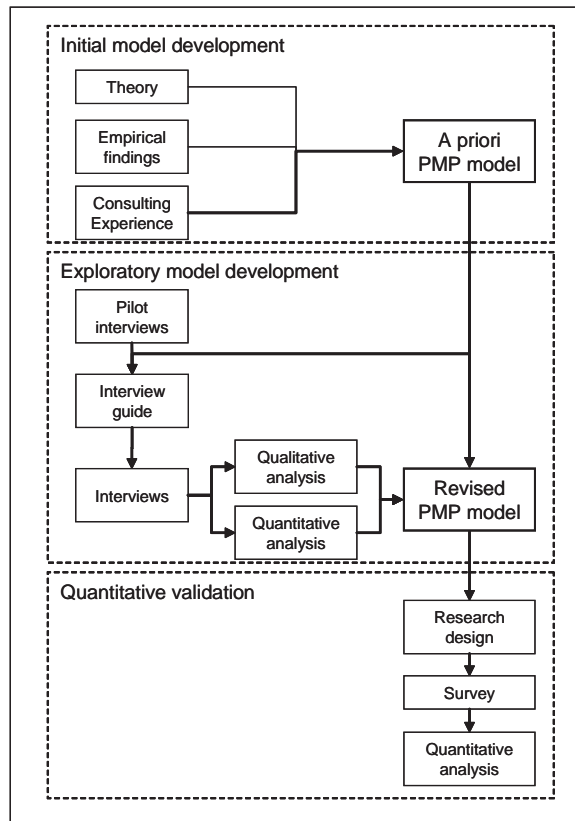 Initial model development
Theory
Empirical
findings
Consulting
Experience
A priori
PMP model
Exploratory model development
Pilot
interviews
Interview
guide
Interviews
Qualitative
analysis
Quantitative
analysis
Revised
PMP model
Quantitative validation
Research
design
Survey
Quantitative
analysis